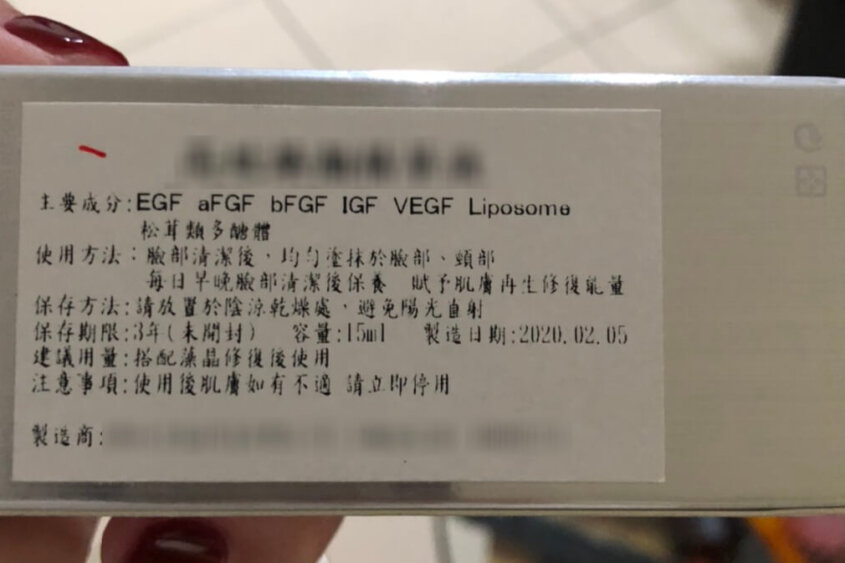 主要成分:EGF aFGF bFGF IGF VEGF Liposome
松茸類多醣體
使用方法：臉部清潔後，均勻塗抹於臉部、頸部
每日早晚臉部清潔後保養 賦予肌膚再生修復能量
保存方法:請放置於陰涼乾燥處，避免陽光直射
保存期限:3年(未開封) 容量:15ml 製造日期:2020.02.05
建議用量:搭配藻晶修復後使用
注意事項:使用後肌膚如有不適 請立即停用
製造商: